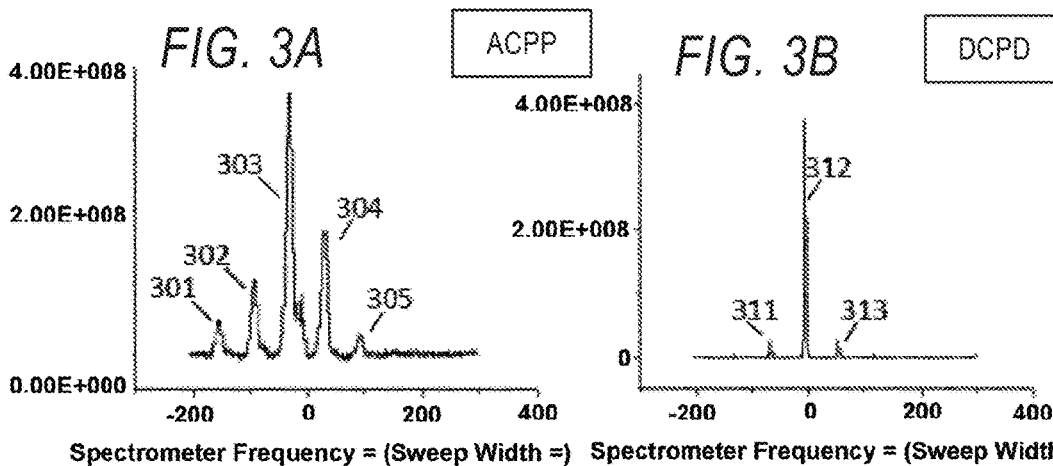 FIG. 3A
ACPP
4.00E+008
303
304
2.00E+008
302
301
305
0.00E+000
-200 0 200 400
Spectrometer Frequency = (Sweep Width =)
FIG. 3B
DCPD
4.00E+008
312
2.00E+008
311
313
0
-200 0 200 400
Spectrometer Frequency = (Sweep Width